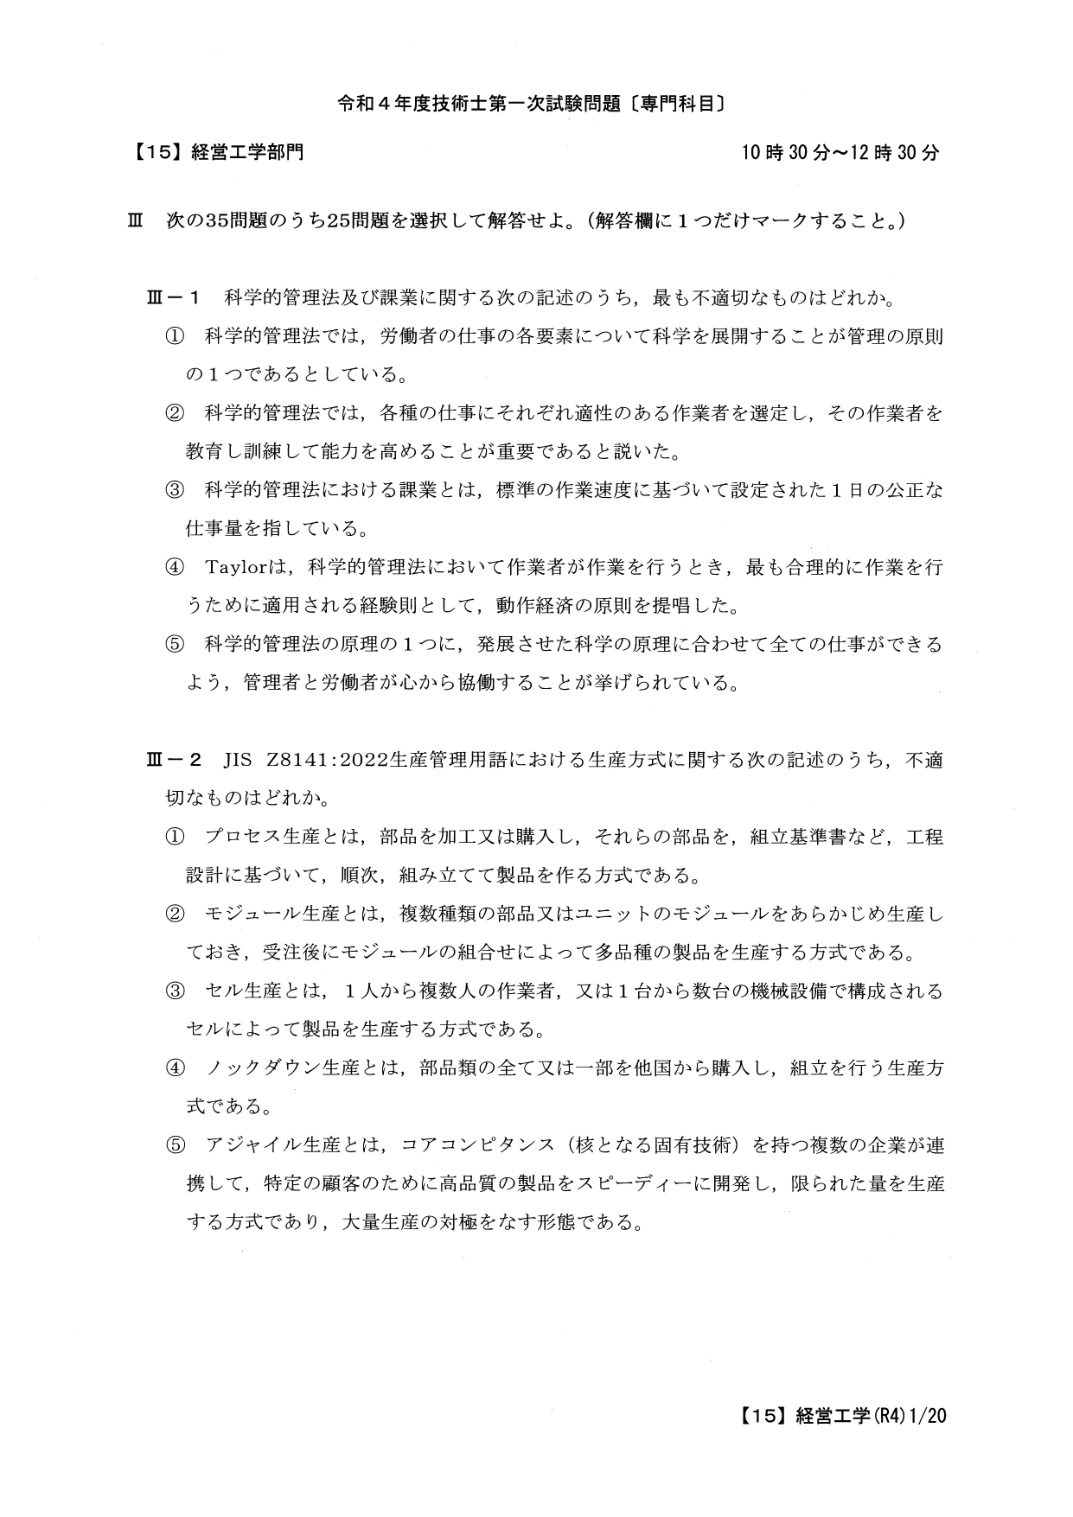 令和４年度技術士第一次試験問題〔専門科目〕
【15】経営工学部門 10時30分～12時30分
Ⅲ 次の35問題のうち25問題を選択して解答せよ。（解答欄に１つだけマークすること。）
Ⅲ－１ 科学的管理法及び課業に関する次の記述のうち，最も不適切なものはどれか。
① 科学的管理法では，労働者の仕事の各要素について科学を展開することが管理の原則
の１つであるとしている。
② 科学的管理法では，各種の仕事にそれぞれ適性のある作業者を選定し，その作業者を
教育し訓練して能力を高めることが重要であると説いた。
③ 科学的管理法における課業とは，標準の作業速度に基づいて設定された１日の公正な
仕事量を指している。
④ Taylorは，科学的管理法において作業者が作業を行うとき，最も合理的に作業を行
うために適用される経験則として，動作経済の原則を提唱した。
⑤ 科学的管理法の原理の１つに，発展させた科学の原理に合わせて全ての仕事ができる
よう，管理者と労働者が心から協働することが挙げられている。
Ⅲ－２ JIS Z8141:2022生産管理用語における生産方式に関する次の記述のうち，不適
切なものはどれか。
① プロセス生産とは，部品を加工又は購入し，それらの部品を，組立基準書など，工程
設計に基づいて，順次，組み立てて製品を作る方式である。
② モジュール生産とは，複数種類の部品又はユニットのモジュールをあらかじめ生産し
ておき，受注後にモジュールの組合せによって多品種の製品を生産する方式である。
③ セル生産とは，１人から複数人の作業者，又は１台から数台の機械設備で構成される
セルによって製品を生産する方式である。
④ ノックダウン生産とは，部品類の全て又は一部を他国から購入し，組立を行う生産方
式である。
⑤ アジャイル生産とは，コアコンピタンス（核となる固有技術）を持つ複数の企業が連
携して，特定の顧客のために高品質の製品をスピーディーに開発し，限られた量を生産
する方式であり，大量生産の対極をなす形態である。
【15】経営工学(R4)1/20